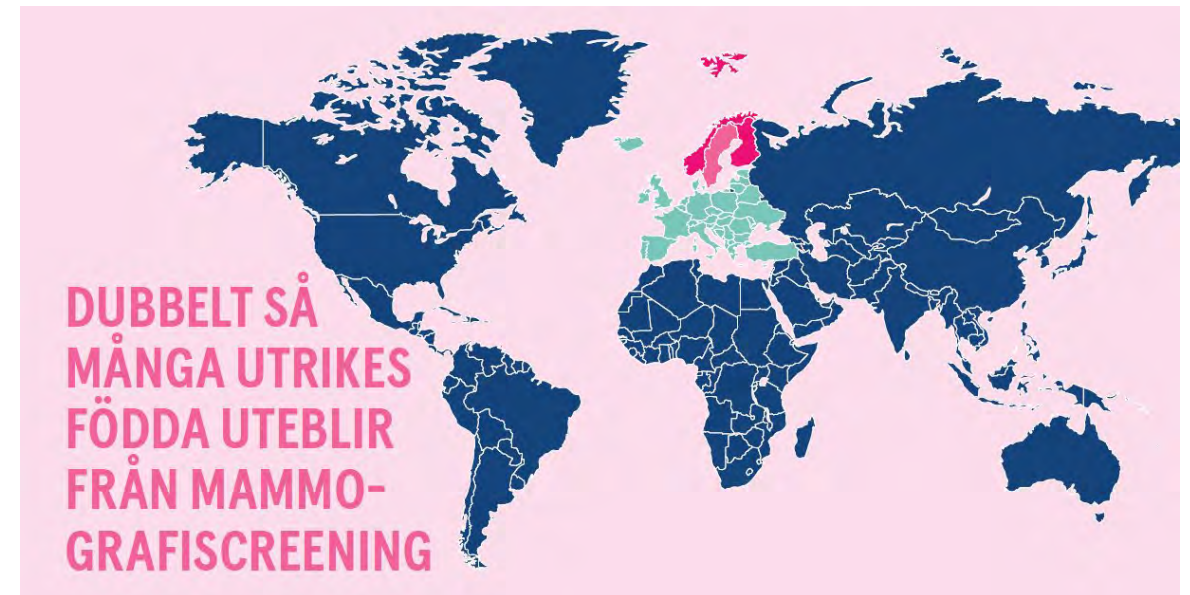 DUBBELT SÅ
MÅNGA UTRIKES
FÖDDA UTEBLIR
FRÅN MAMMO-
GRAFISCREENING